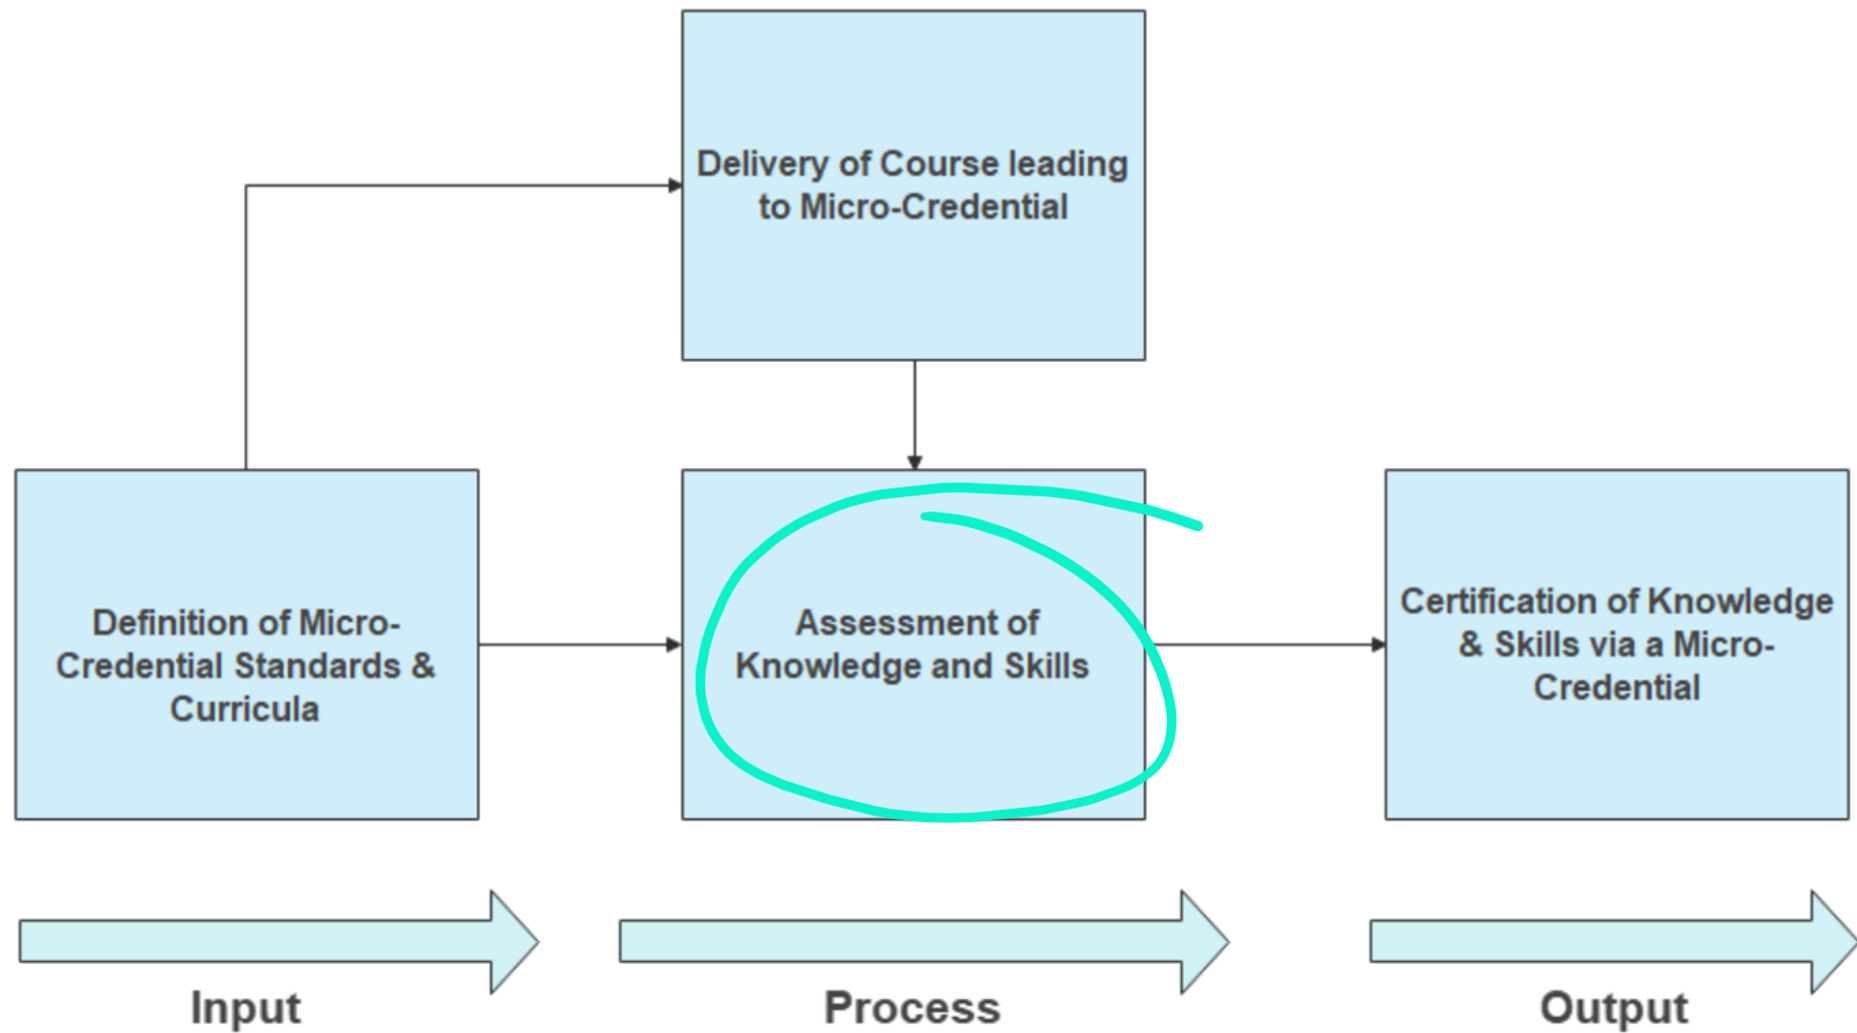 Delivery of Course leading
to Micro-Credential
Definition of Micro-
Credential Standards &
Curricula
Assessment of
Knowledge and Skills
Certification of Knowledge
& Skills via a Micro-
Credential
Input
Process
Output